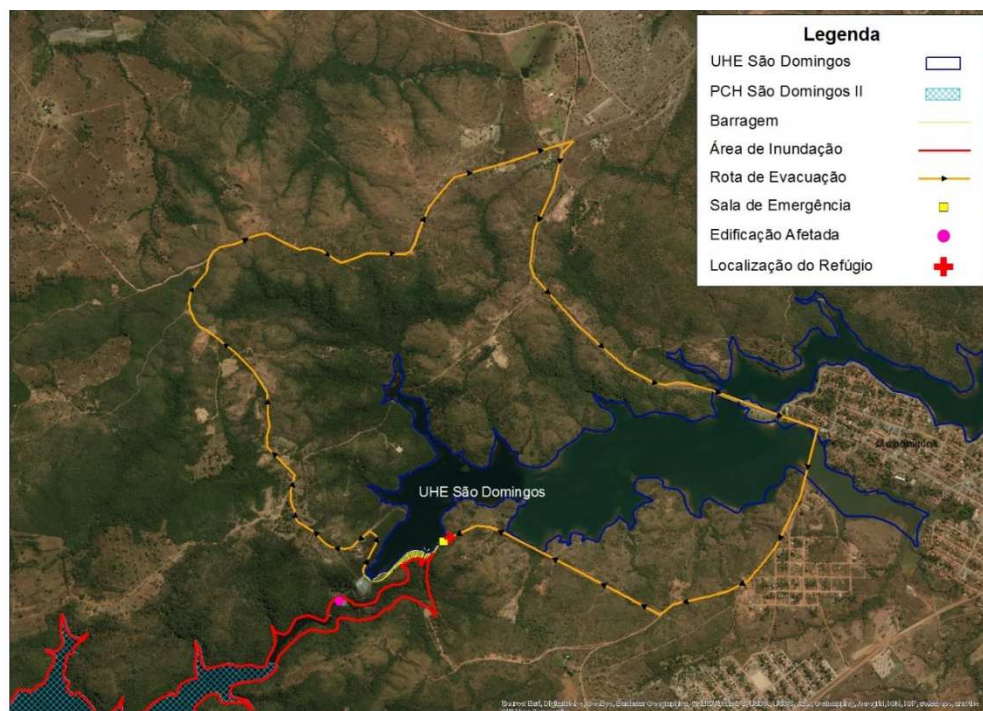 Legenda
UHE São Domingos
PCH São Domingos II
Barragem
Área de Inundação
Rota de Evacuação
Sala de Emergência
Edificação Afetada
Localização do Refúgio
UHE São Domingos